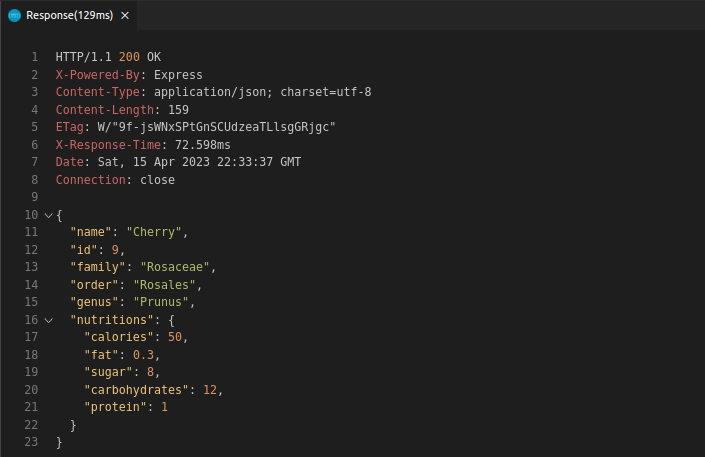 Response(129ms) ×
1 HTTP/1.1 200 OK
2 X-Powered-By: Express
3 Content-Type: application/json; charset=utf-8
4 Content-Length: 159
5 ETag: W/"9f-jsWNxSPtGnSCUdzeaTLlsgGRjgc"
6 X-Response-Time: 72.598ms
7 Date: Sat, 15 Apr 2023 22:33:37 GMT
8 Connection: close
9
10 {
11   "name": "Cherry",
12   "id": 9,
13   "family": "Rosaceae",
14   "order": "Rosales",
15   "genus": "Prunus",
16   "nutritions": {
17     "calories": 50,
18     "fat": 0.3,
19     "sugar": 8,
20     "carbohydrates": 12,
21     "protein": 1
22   }
23 }